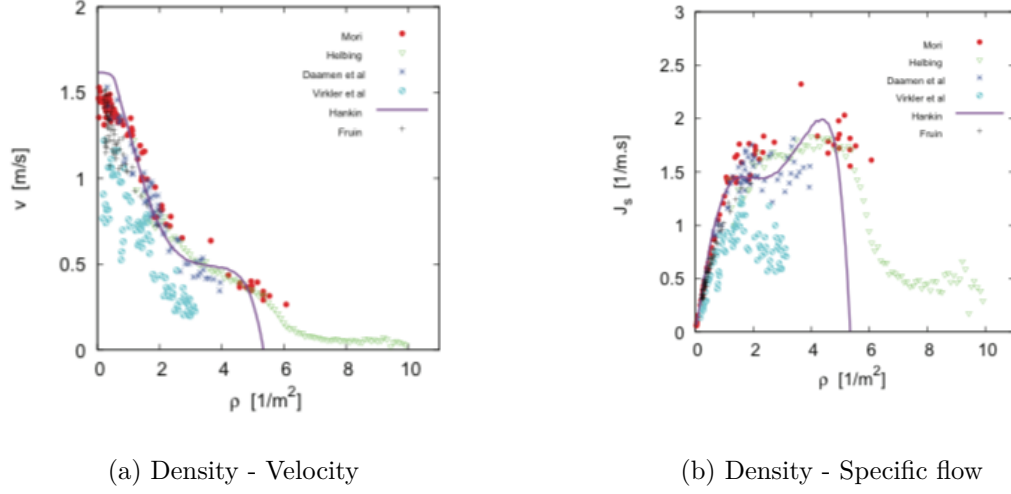 2
1.5
1
0.5
0
v [m/s]
0 2 4 6 8 10
ρ [1/m²]
Mori
Helbing
Daamen et al
Virkler et al
Hankin
Fruin
(a) Density - Velocity
3
2.5
2
1.5
1
0.5
0
J_s [1/m.s]
0 2 4 6 8 10
ρ [1/m²]
Mori
Helbing
Daamen et al
Virkler et al
Hankin
Fruin
(b) Density - Specific flow